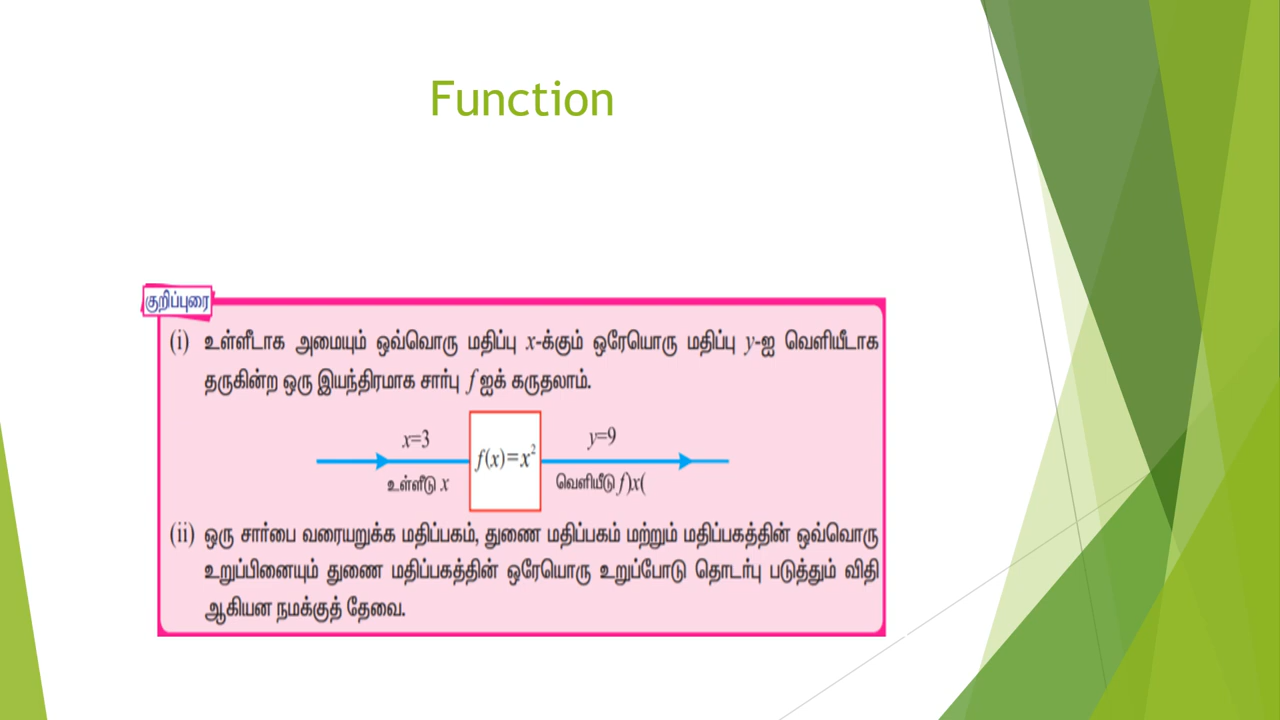 Function
குறிப்புரை
(i) உள்ளீடாக அமையும் ஒவ்வொரு மதிப்பு x-க்கும் ஒரேயொரு மதிப்பு y-ஐ வெளியீடாக
தருகின்ற ஒரு இயந்திரமாக சார்பு f ஐக் கருதலாம்.
x=3 f(x)=x² y=9
உள்ளீடு x வெளியீடு f)x(
(ii) ஒரு சார்பை வரையறுக்க மதிப்பகம், துணை மதிப்பகம் மற்றும் மதிப்பகத்தின் ஒவ்வொரு
உறுப்பினையும் துணை மதிப்பகத்தின் ஒரேயொரு உறுப்போடு தொடர்பு படுத்தும் விதி
ஆகியன நமக்குத் தேவை.